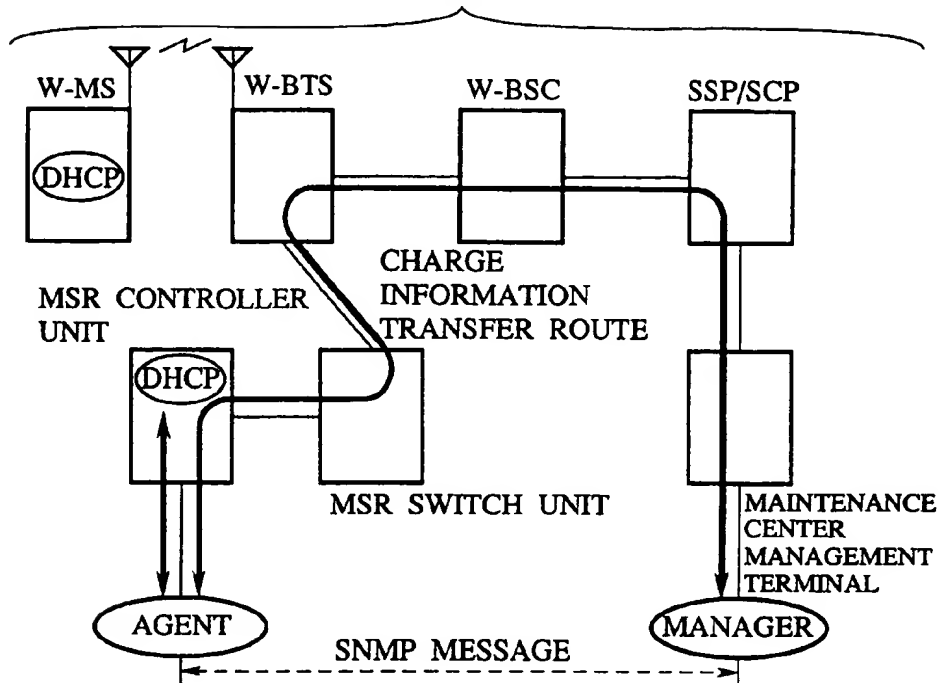 W-MS
W-BTS
W-BSC
SSP/SCP
DHCP
CHARGE
INFORMATION
TRANSFER ROUTE
MSR CONTROLLER
UNIT
DHCP
MSR SWITCH UNIT
MAINTENANCE
CENTER
MANAGEMENT
TERMINAL
AGENT
MANAGER
SNMP MESSAGE